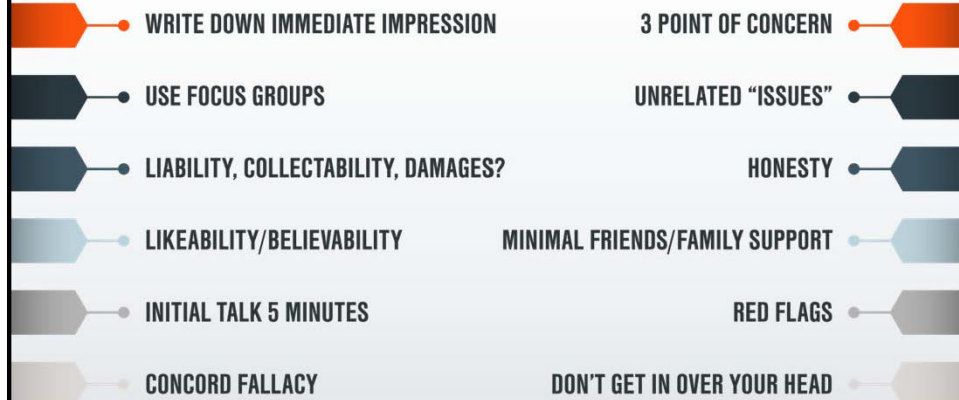 WRITE DOWN IMMEDIATE IMPRESSION
USE FOCUS GROUPS
LIABILITY, COLLECTABILITY, DAMAGES?
LIKEABILITY/BELIEVABILITY
INITIAL TALK 5 MINUTES
CONCORD FALLACY
3 POINT OF CONCERN
UNRELATED “ISSUES”
HONESTY
MINIMAL FRIENDS/FAMILY SUPPORT
RED FLAGS
DON’T GET IN OVER YOUR HEAD